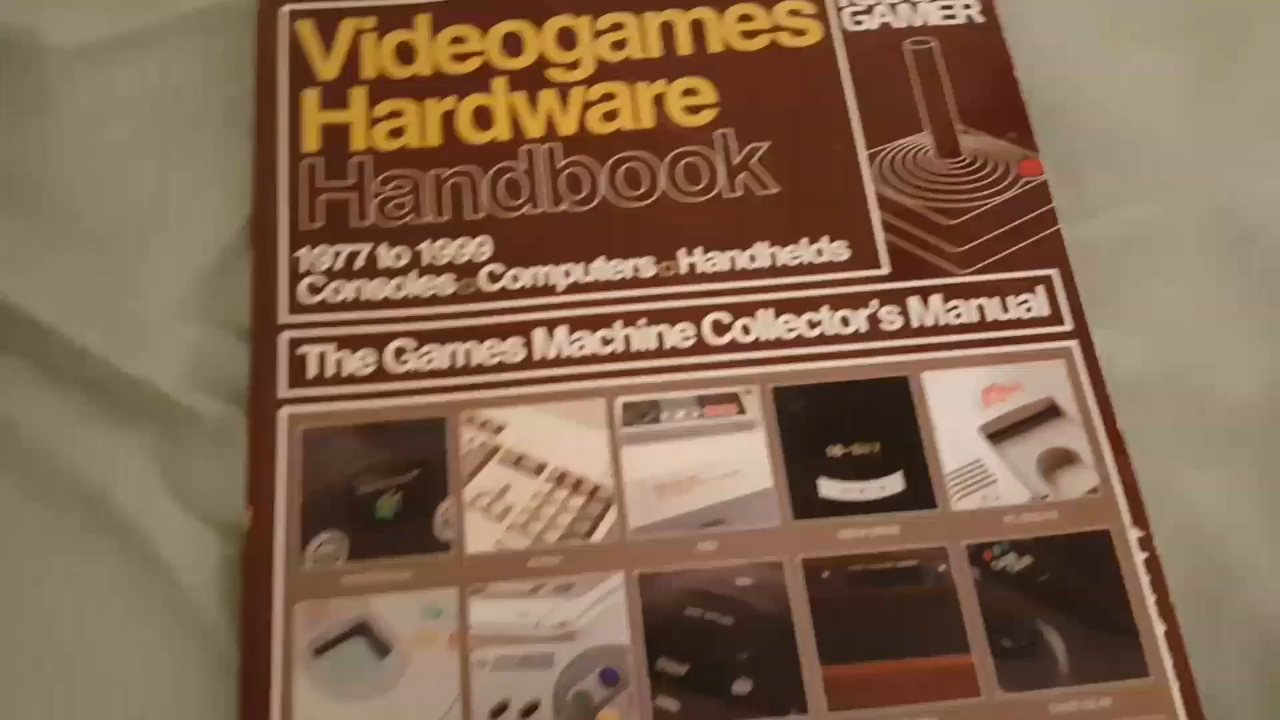 Videogames
Hardware
Handbook
1977 to 1999
Consoles Computers Handhelds
GAMER
The Games Machine Collector's Manual